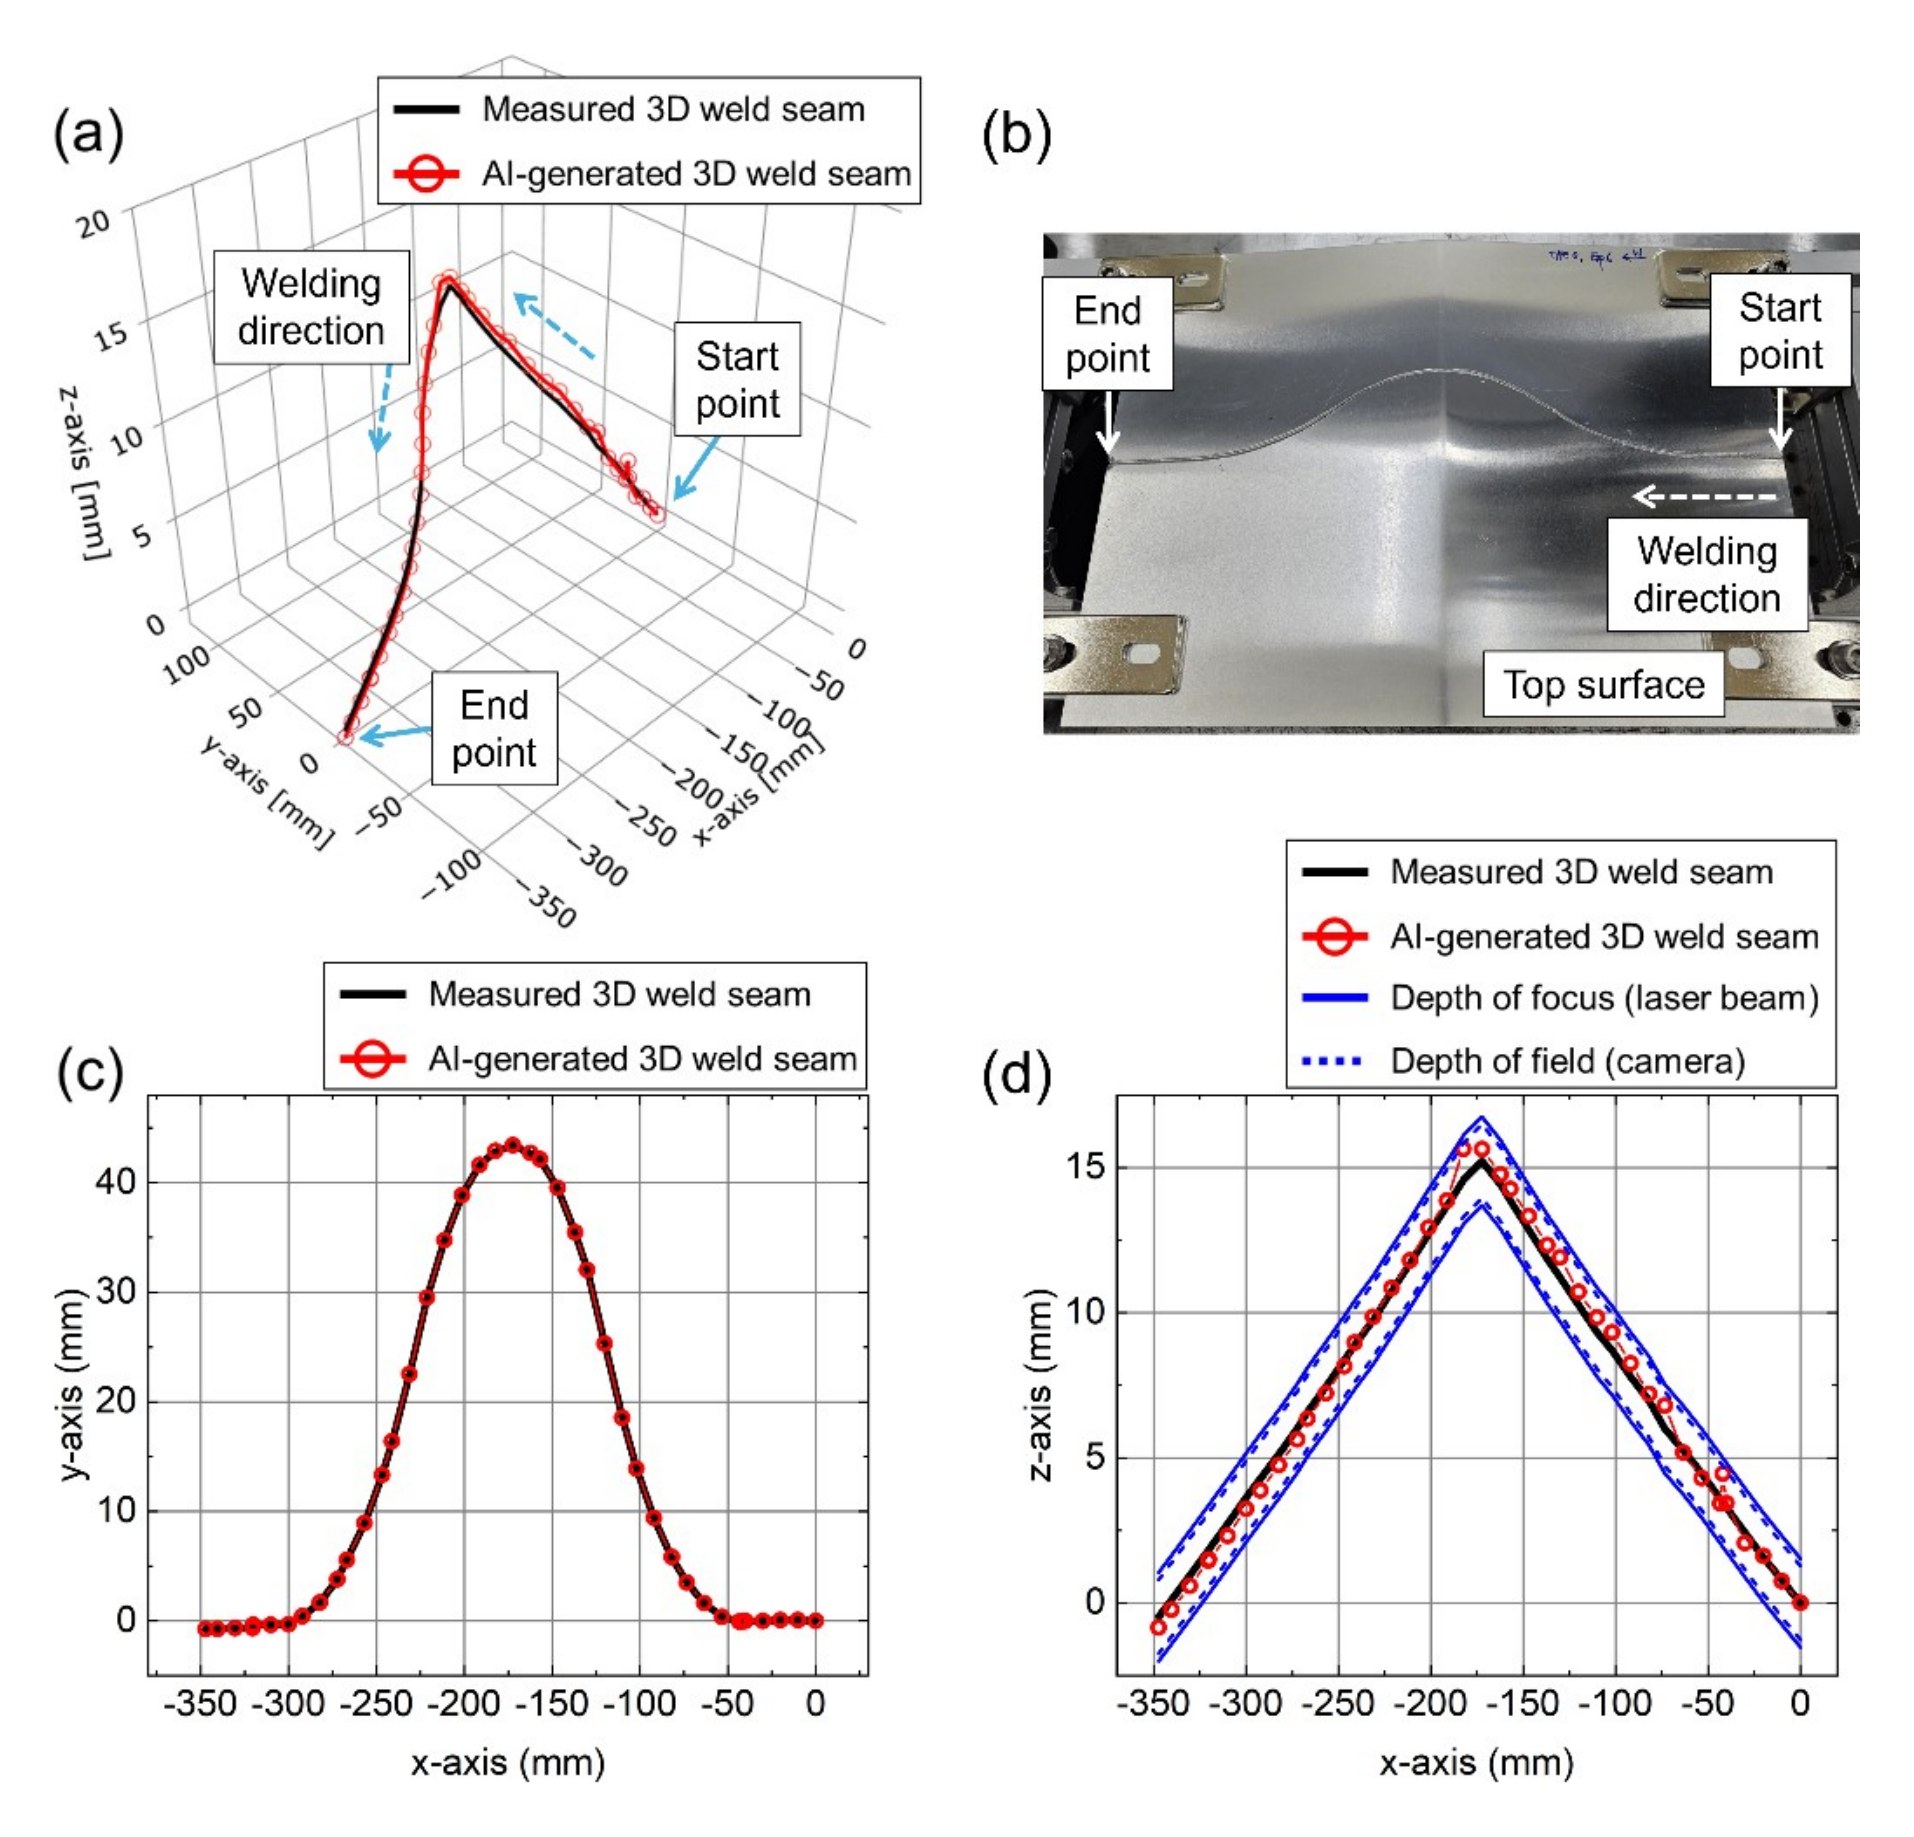 (a)
Measured 3D weld seam
AI-generated 3D weld seam
Welding
direction
Start
point
End
point
z-axis [mm]
20
15
10
5
0
y-axis [mm]
100
50
0
−50
−100
x-axis [mm]
0
−50
−100
−150
−200
−250
−300
−350
(b)
End
point
Start
point
Welding
direction
Top surface
(c)
Measured 3D weld seam
AI-generated 3D weld seam
y-axis (mm)
40
30
20
10
0
-350 -300 -250 -200 -150 -100 -50 0
x-axis (mm)
(d)
Measured 3D weld seam
AI-generated 3D weld seam
Depth of focus (laser beam)
Depth of field (camera)
z-axis (mm)
15
10
5
0
-350 -300 -250 -200 -150 -100 -50 0
x-axis (mm)